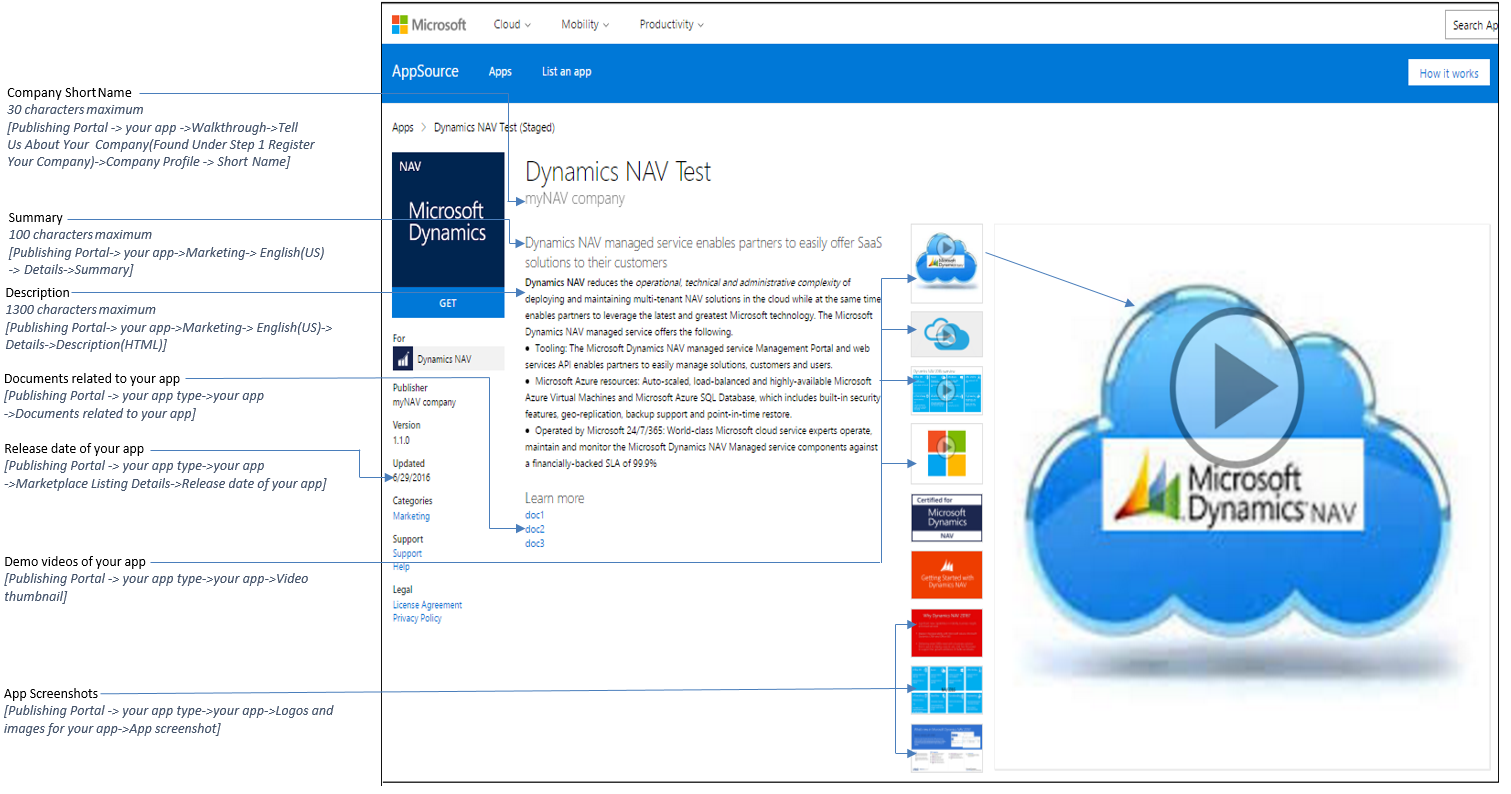 Company Short Name
30 characters maximum
[Publishing Portal -> your app ->Walkthrough->Tell
Us About Your Company(Found Under Step 1 Register
Your Company)->Company Profile -> Short Name]
Summary
100 characters maximum
[Publishing Portal-> your app->Marketing-> English(US)
-> Details->Summary]
Description
1300 characters maximum
[Publishing Portal-> your app->Marketing-> English(US)->
Details->Description(HTML)]
Documents related to your app
[Publishing Portal -> your app type->your app
->Documents related to your app]
Release date of your app
[Publishing Portal -> your app type->your app
->Marketplace Listing Details->Release date of your app]
Demo videos of your app
[Publishing Portal -> your app type->your app->Video
thumbnail]
App Screenshots
[Publishing Portal -> your app type->your app->Logos and
images for your app->App screenshot]
Microsoft Cloud Mobility Productivity Search Ap
AppSource Apps List an app How it works
Apps > Dynamics NAV Test (Staged)
NAV
Microsoft
Dynamics
GET
For
Dynamics NAV
Publisher
myNAV company
Version
1.1.0
Updated
6/29/2016
Categories
Marketing
Support
Support
Help
Legal
License Agreement
Privacy Policy
Dynamics NAV Test
myNAV company
Dynamics NAV managed service enables partners to easily offer SaaS
solutions to their customers
Dynamics NAV reduces the operational, technical and administrative complexity of
deploying and maintaining multi-tenant NAV solutions in the cloud while at the same time
enables partners to leverage the latest and greatest Microsoft technology. The Microsoft
Dynamics NAV managed service offers the following.
• Tooling: The Microsoft Dynamics NAV managed service Management Portal and web
services API enables partners to easily manage solutions, customers and users.
• Microsoft Azure resources: Auto-scaled, load-balanced and highly-available Microsoft
Azure Virtual Machines and Microsoft Azure SQL Database, which includes built-in security
features, geo-replication, backup support and point-in-time restore.
• Operated by Microsoft 24/7/365: World-class Microsoft cloud service experts operate,
maintain and monitor the Microsoft Dynamics NAV Managed service components against
a financially-backed SLA of 99.9%
Learn more
doc1
doc2
doc3
Certified for
Microsoft
Dynamics
NAV
Getting Started with
Dynamics NAV
Microsoft
Dynamics NAV